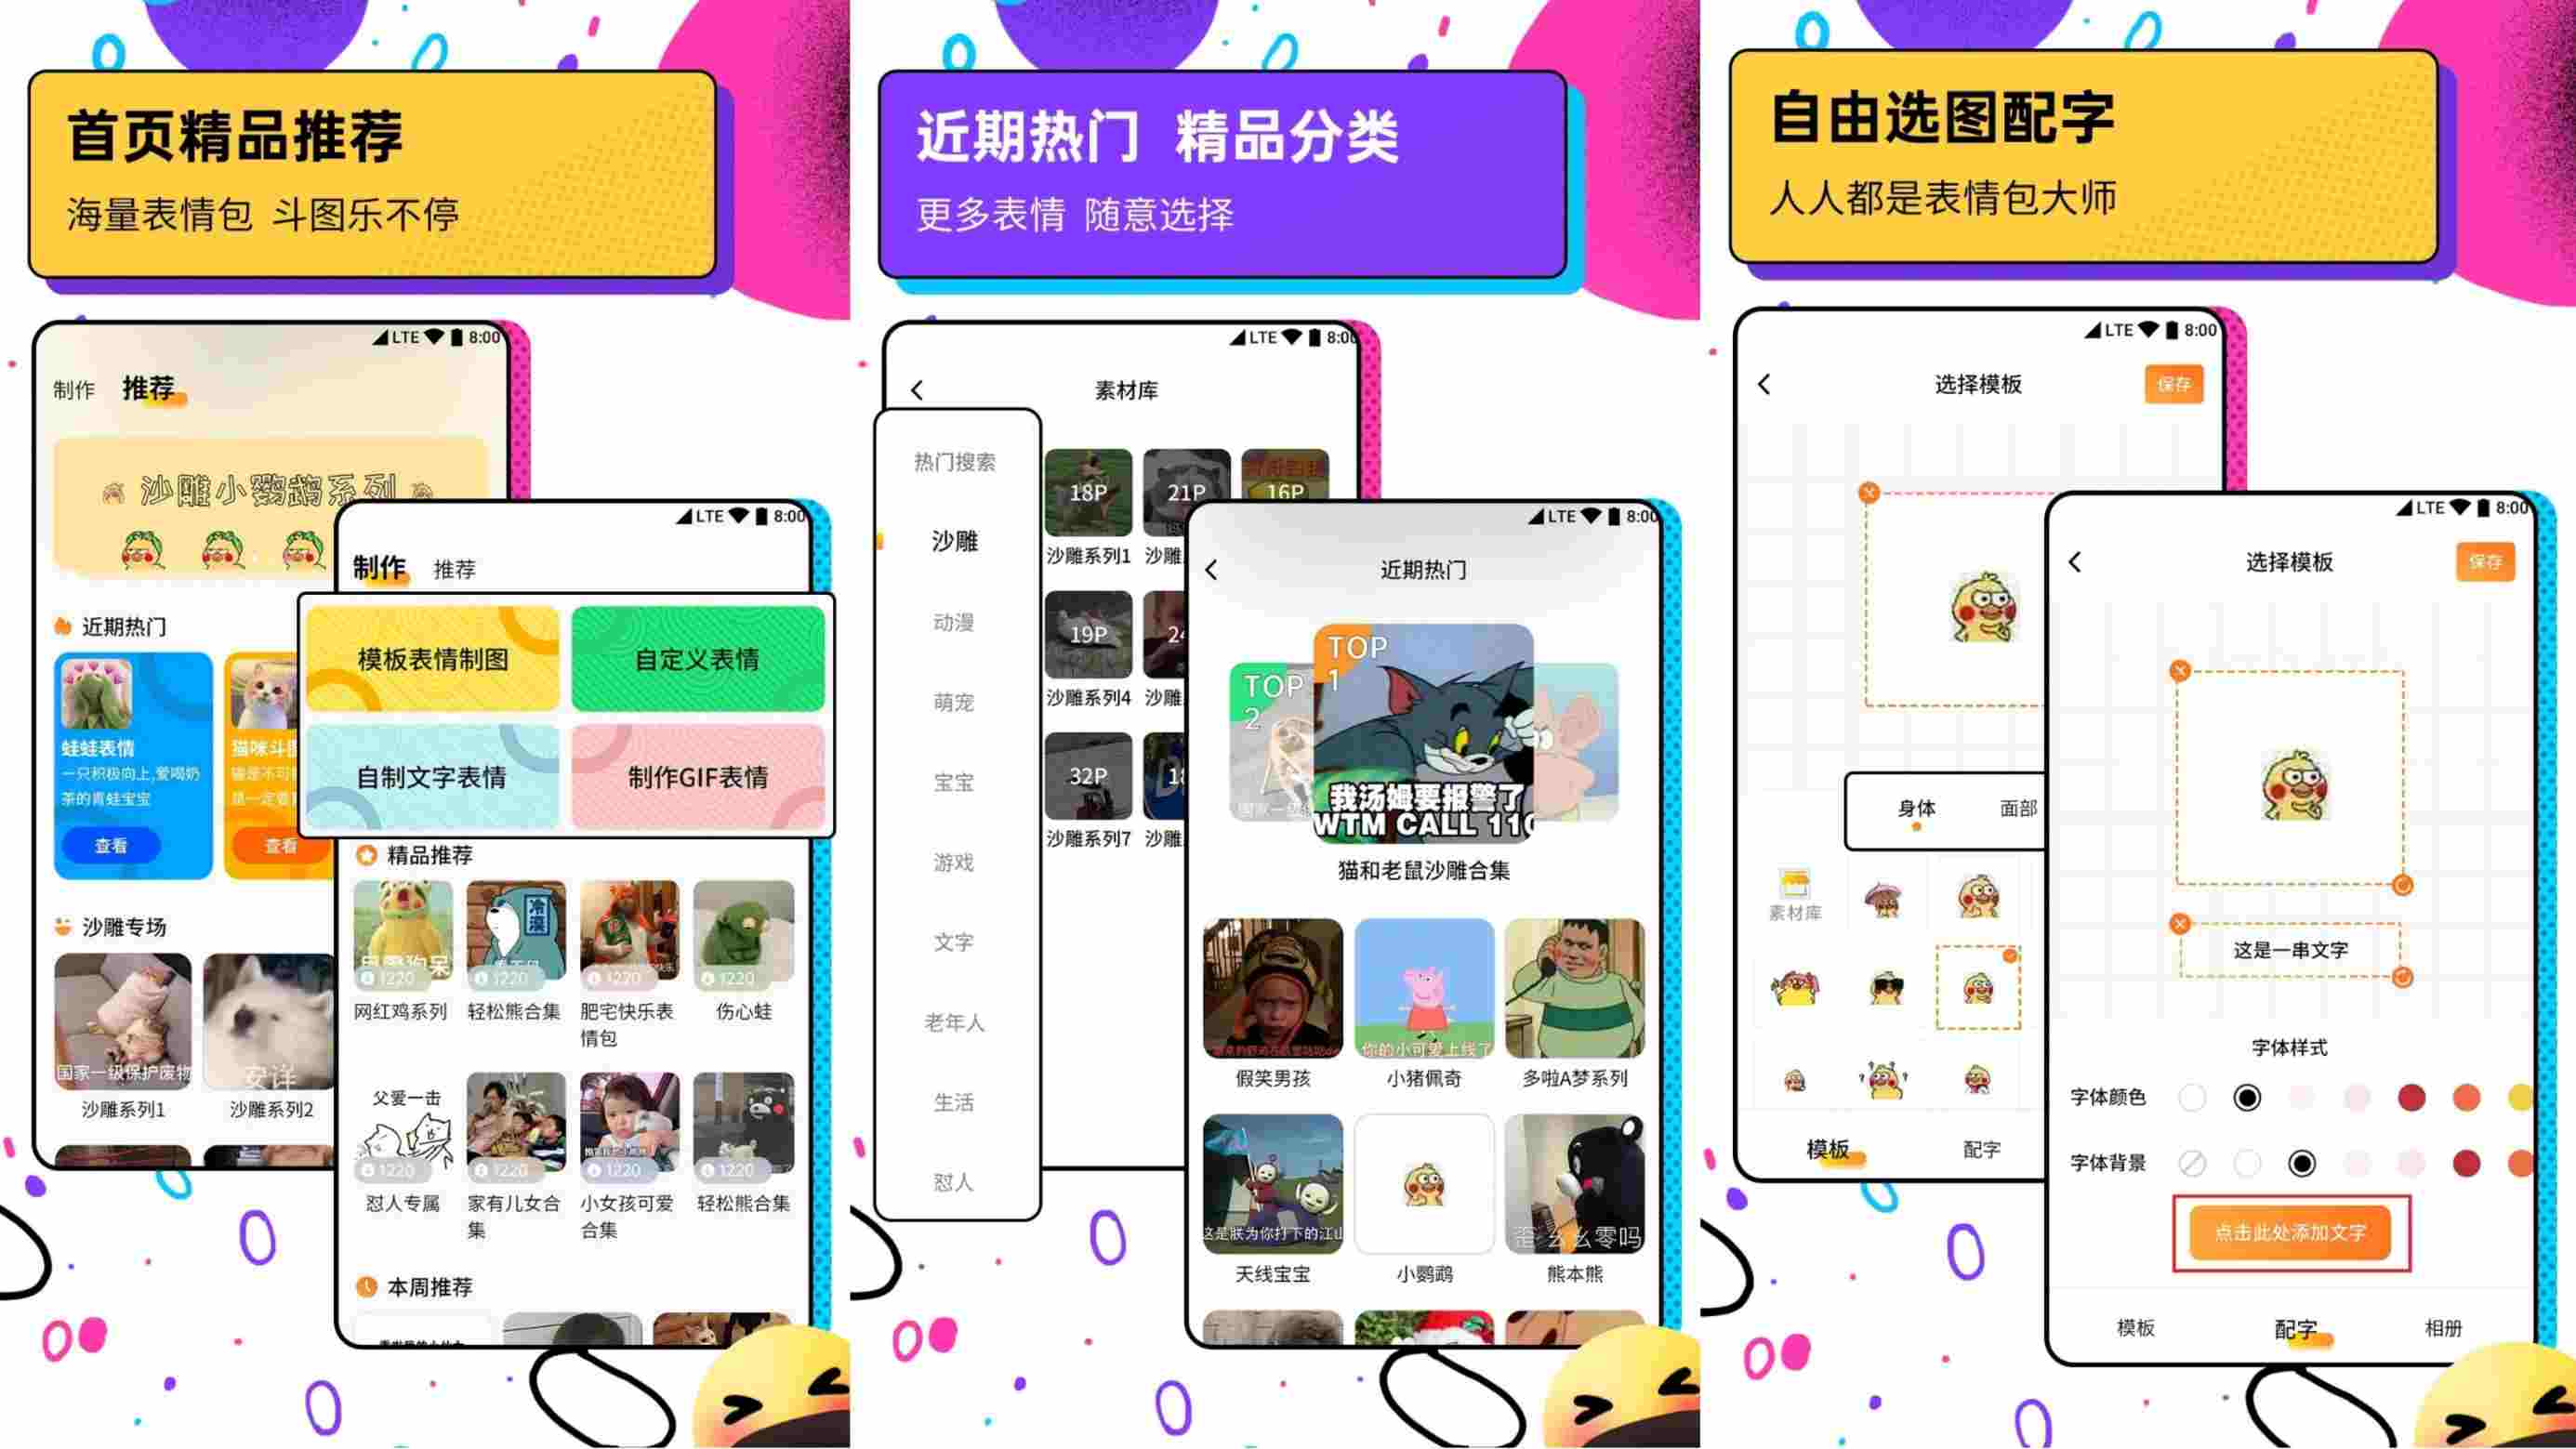 首页精品推荐
海量表情包 斗图乐不停
LTE 8:00
制作 推荐
沙雕小鹦鹉系列
近期热门
蛙蛙表情
一只积极向上,爱喝奶
茶的青蛙宝宝
查看
猫咪斗
查看
沙雕专场
国家一级保护废物
安详
沙雕系列1
沙雕系列2
LTE 8:00
制作 推荐
模板表情制图
自定义表情
自制文字表情
制作GIF表情
精品推荐
冷漠
1220
1220
1220
1220
网红鸡系列
轻松熊合集
肥宅快乐表
情包
伤心蛙
父爱一击
1220
1220
1220
1220
怼人专属
家有儿女合
集
小女孩可爱
合集
轻松熊合集
本周推荐
近期热门 精品分类
更多表情 随意选择
LTE 8:00
素材库
热门搜索
沙雕
动漫
萌宠
宝宝
游戏
文字
老年人
生活
怼人
18P
21P
16P
沙雕系列1
沙雕
19P
沙雕系列4
沙雕
32P
沙雕系列7
沙雕
LTE 8:00
近期热门
TOP
2
TOP
1
我汤姆要报警了
WTM CALL 110
猫和老鼠沙雕合集
你的小可爱上线了
假笑男孩
小猪佩奇
多啦A梦系列
这是朕为你打下的江山
歪 幺幺零吗
天线宝宝
小鹦鹉
熊本熊
自由选图配字
人人都是表情包大师
LTE 8:00
选择模板
保存
身体
面部
素材库
模板
配字
LTE 8:00
选择模板
保存
这是一串文字
字体样式
字体颜色
字体背景
点击此处添加文字
模板
配字
相册